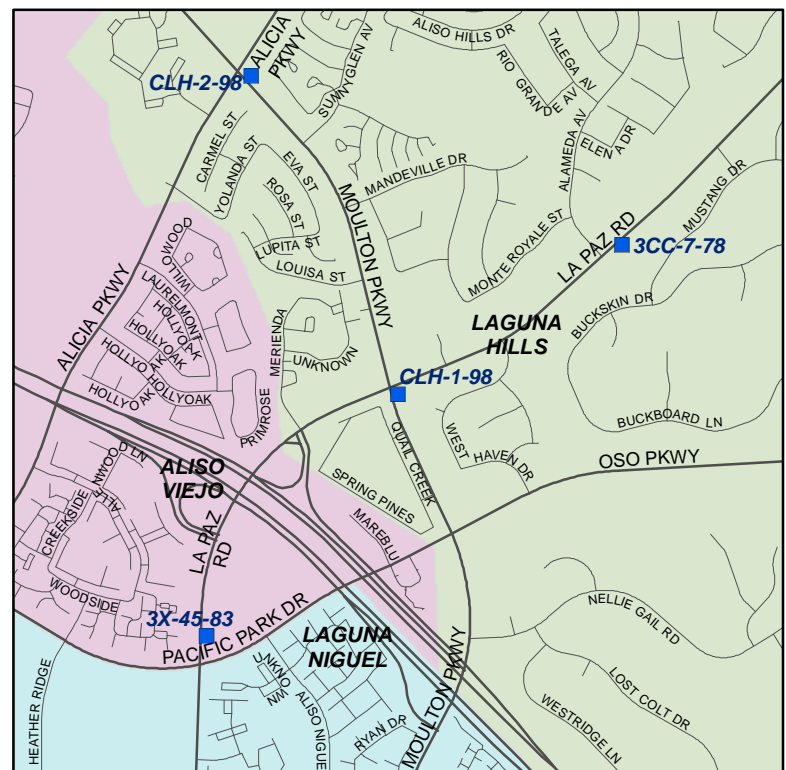 ALISO HILLS DR
ALICIA
PKWY
SUNNYGLEN AV
RIO GRANDE AV
TALEGA AV
CLH-2-98
CARMEL ST
YOLANDA ST
EVA ST
ROSA ST
LUPITA ST
LOUISA ST
MANDEVILLE DR
MOULTON PKWY
ALAMEDA AV
ELENA DR
MUSTANG DR
MONTE ROYALE ST
LA PAZ RD
3CC-7-78
WILLOWOOD
LAURELMONT
HOLLYOAK
HOLLYOAK
HOLLYOAK
HOLLYOAK
HOLLYOAK
ALICIA PKWY
MERIENDA
UNKNOWN
LAGUNA
HILLS
BUCKSKIN DR
CLH-1-98
PRIMROSE
QUAIL CREEK
WEST
HAVEN DR
BUCKBOARD LN
OSO PKWY
ALISO
VIEJO
ALLENWOOD LN
CREEKSIDE
SPRING PINES
MAREBLU
LA PAZ
RD
WOODSIDE
3X-45-83
PACIFIC PARK DR
LAGUNA
NIGUEL
NELLIE GAIL RD
HEATHER RIDGE
UNKNO
WN
ALISO NIGUE
RYAN DR
MOULTON PKWY
LOST COLT DR
WESTRIDGE LN